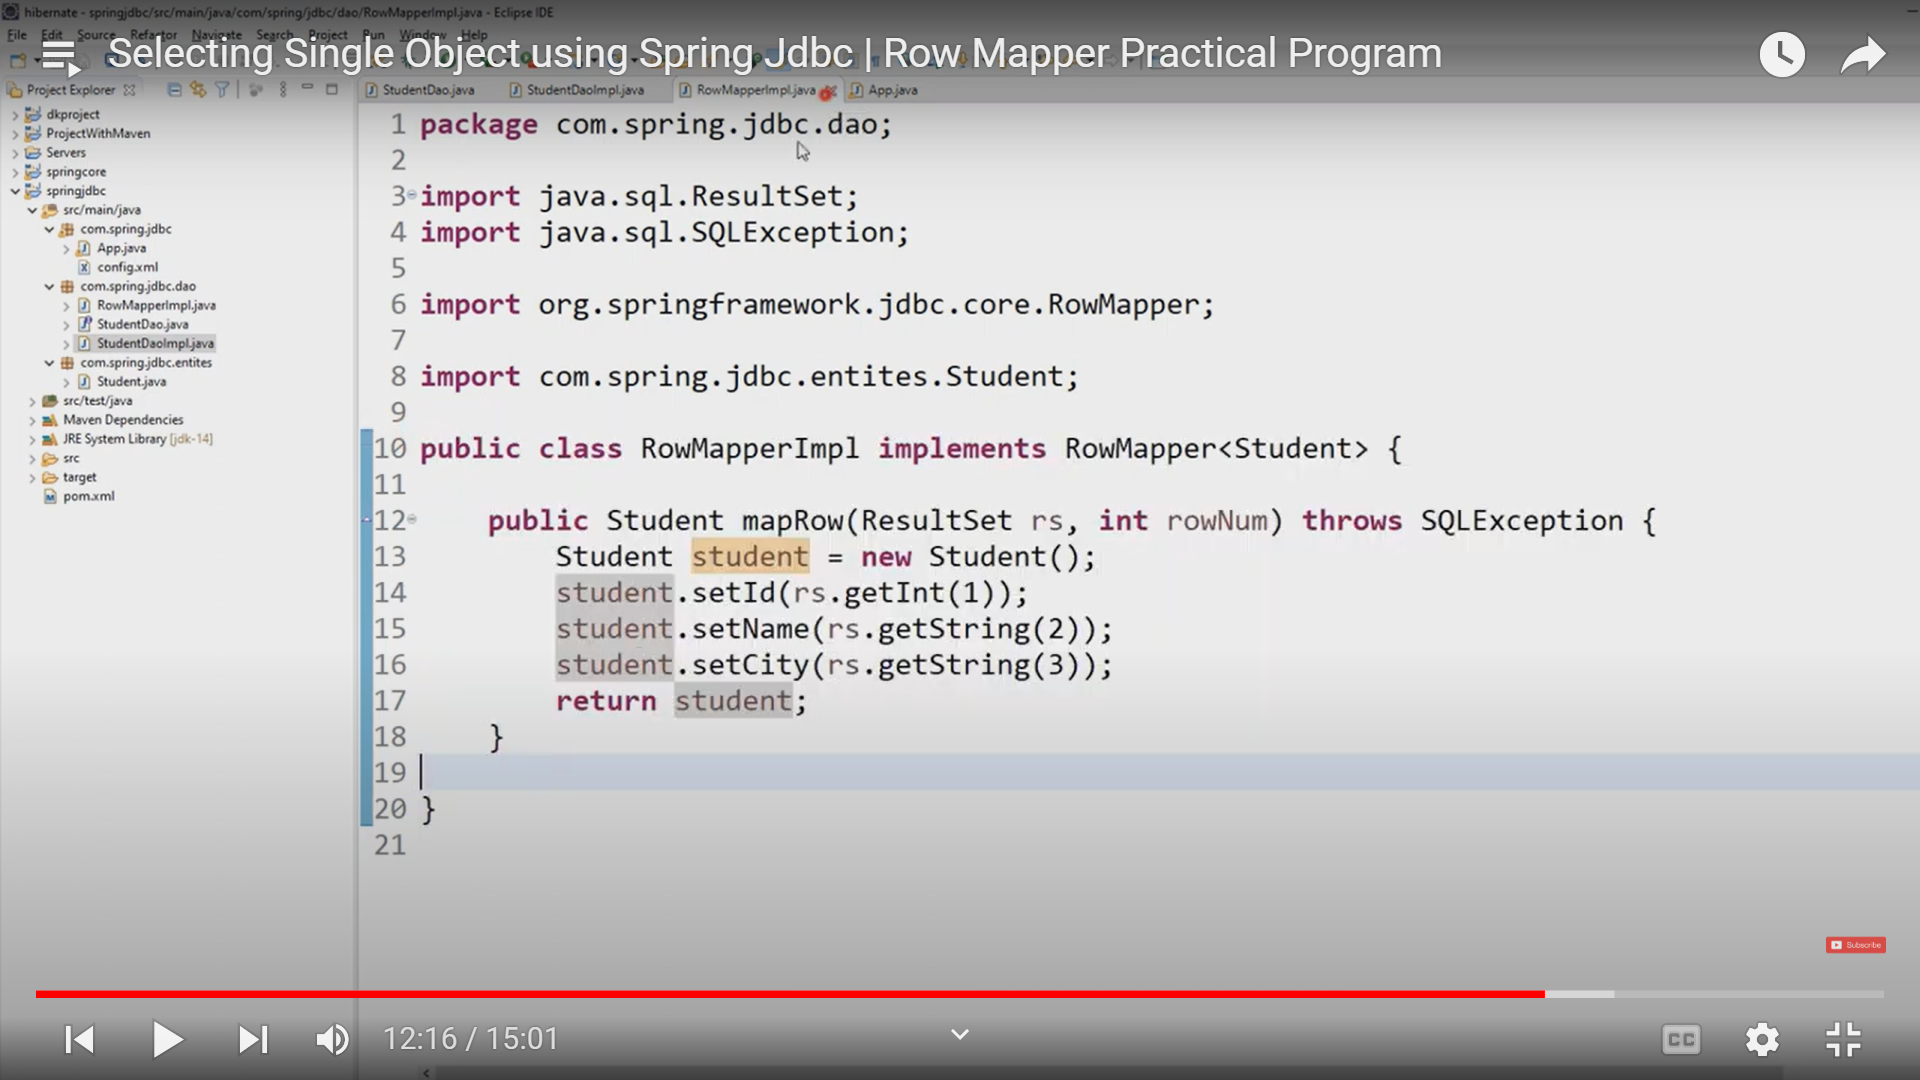 hibernate - springjdbc/src/main/java/com/spring/jdbc/dao/RowMapperImpl.java - Eclipse IDE
File Edit Source Refactor Navigate Search Project Run Window Help
Selecting Single Object using Spring Jdbc | Row Mapper Practical Program
Project Explorer
StudentDao.java
StudentDaoImpl.java
RowMapperImpl.java
App.java
dkproject
ProjectWithMaven
Servers
springcore
springjdbc
src/main/java
com.spring.jdbc
App.java
config.xml
com.spring.jdbc.dao
RowMapperImpl.java
StudentDao.java
StudentDaoImpl.java
com.spring.jdbc.entites
Student.java
src/test/java
Maven Dependencies
JRE System Library [jdk-14]
src
target
pom.xml
1 package com.spring.jdbc.dao;
2
3 import java.sql.ResultSet;
4 import java.sql.SQLException;
5
6 import org.springframework.jdbc.core.RowMapper;
7
8 import com.spring.jdbc.entites.Student;
9
10 public class RowMapperImpl implements RowMapper<Student> {
11
12 public Student mapRow(ResultSet rs, int rowNum) throws SQLException {
13 Student student = new Student();
14 student.setId(rs.getInt(1));
15 student.setName(rs.getString(2));
16 student.setCity(rs.getString(3));
17 return student;
18 }
19
20 }
21
Subscribe
12:16 / 15:01
CC